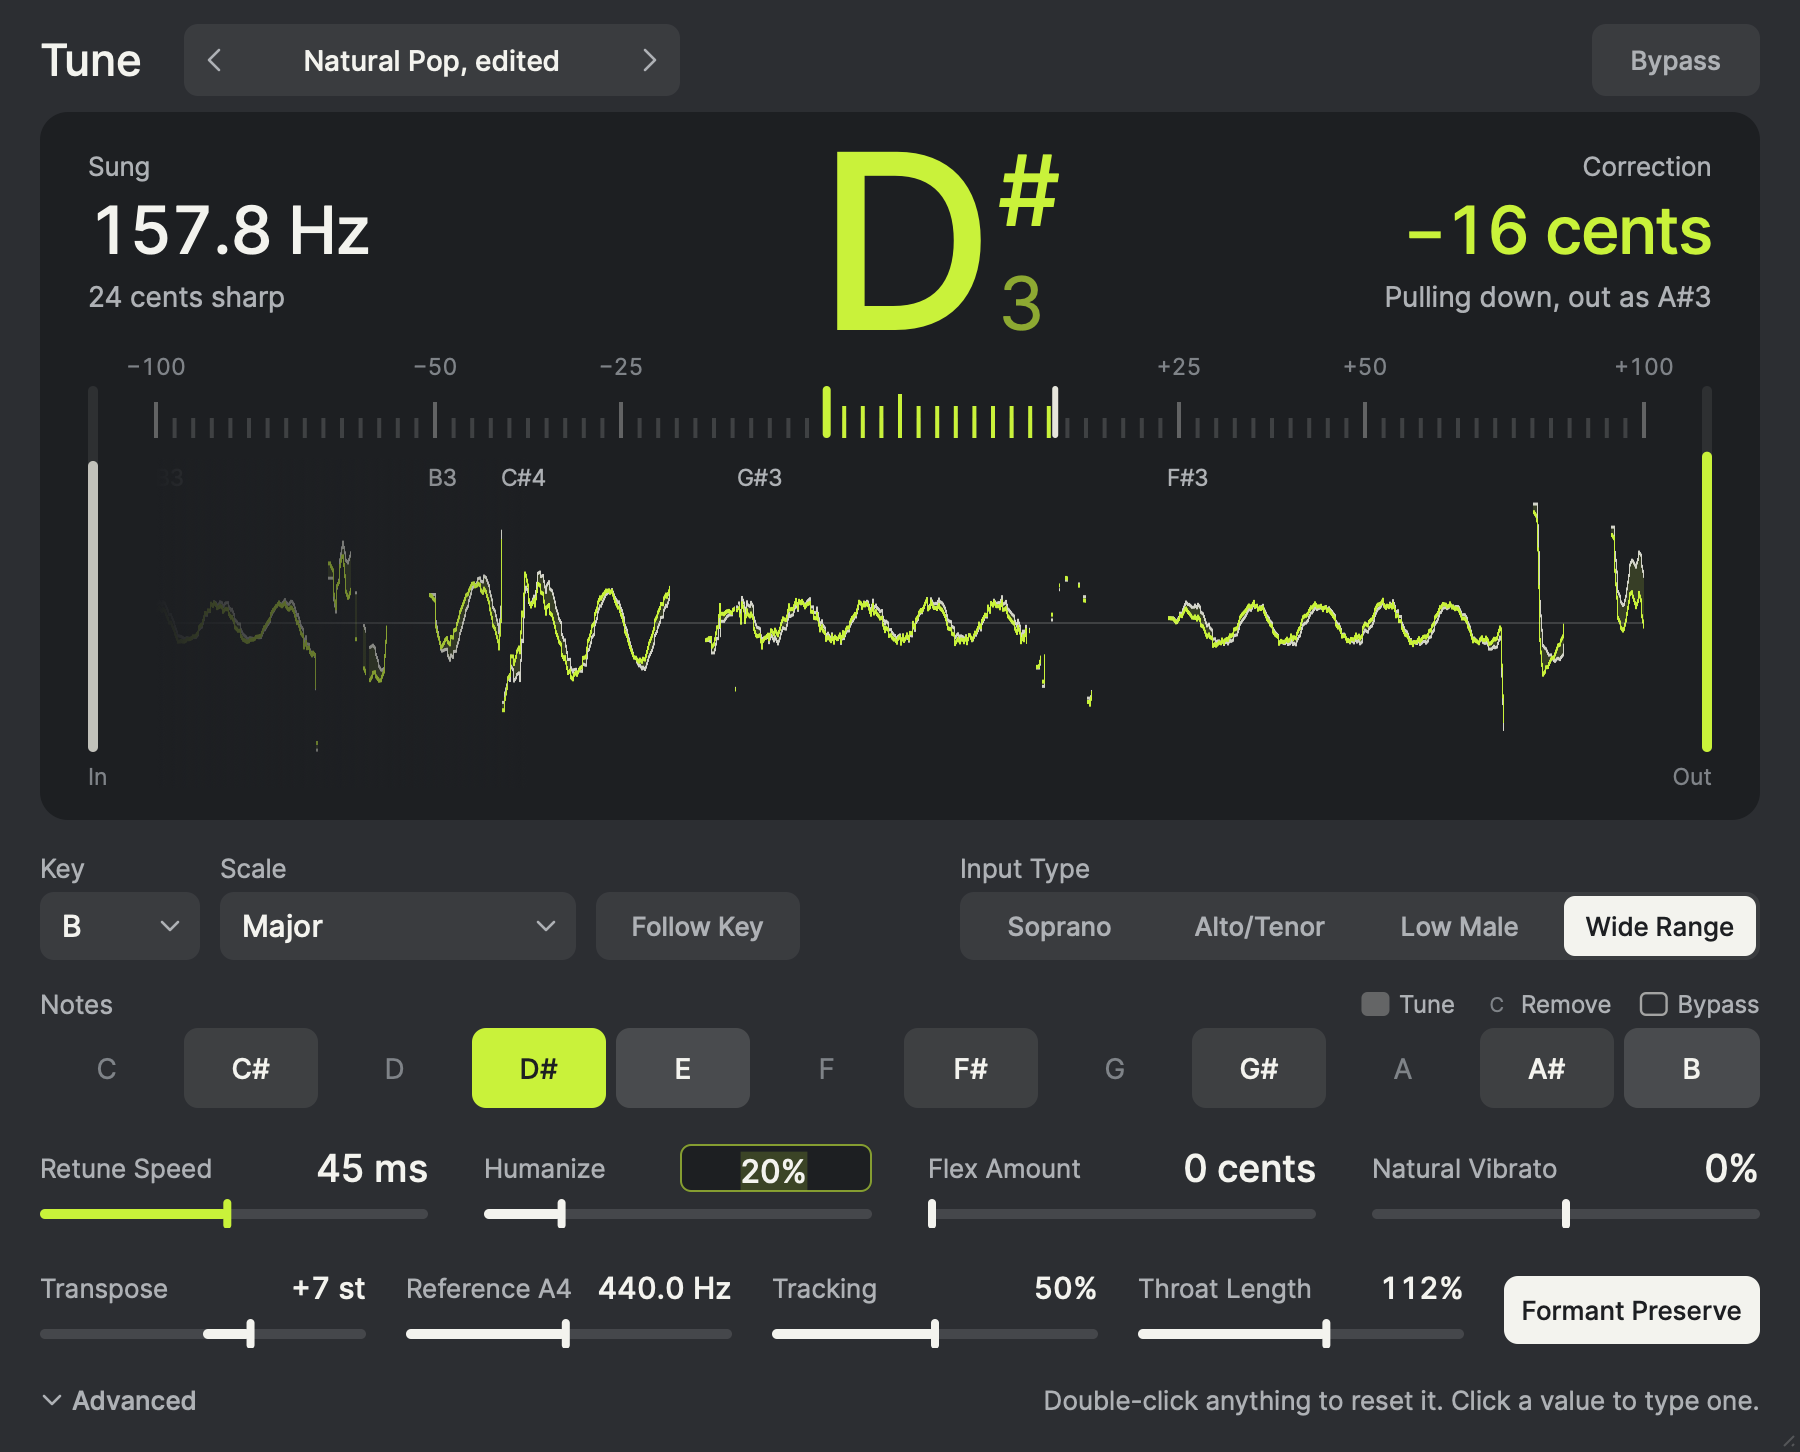 Tune
Natural Pop, edited
Bypass
Sung
157.8 Hz
24 cents sharp
D#3
Correction
−16 cents
Pulling down, out as A#3
−100 −50 −25 +25 +50 +100
B3 C#4 G#3 F#3
In
Out
Key
B
Scale
Major
Follow Key
Input Type
Soprano Alto/Tenor Low Male Wide Range
Notes
Tune C Remove Bypass
C C# D D# E F F# G G# A A# B
Retune Speed 45 ms
Humanize 20%
Flex Amount 0 cents
Natural Vibrato 0%
Transpose +7 st
Reference A4 440.0 Hz
Tracking 50%
Throat Length 112%
Formant Preserve
Advanced
Double-click anything to reset it. Click a value to type one.